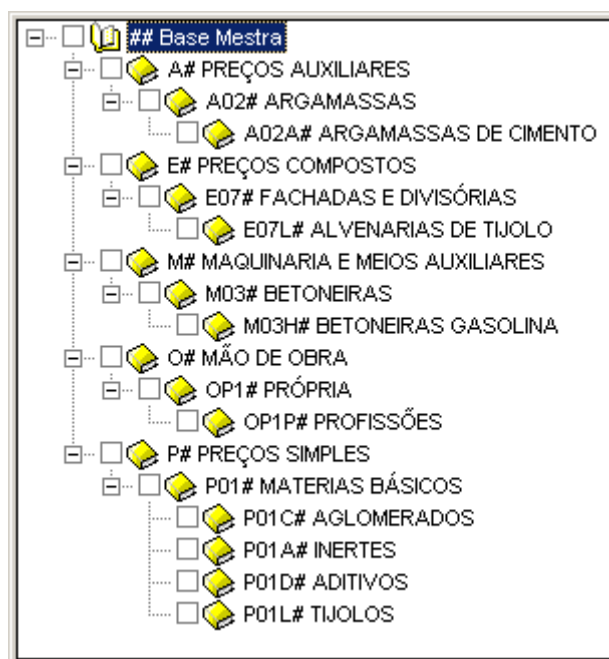 ## Base Mestra
A# PREÇOS AUXILIARES
A02# ARGAMASSAS
A02A# ARGAMASSAS DE CIMENTO
E# PREÇOS COMPOSTOS
E07# FACHADAS E DIVISÓRIAS
E07L# ALVENARIAS DE TIJOLO
M# MAQUINARIA E MEIOS AUXILIARES
M03# BETONEIRAS
M03H# BETONEIRAS GASOLINA
O# MÃO DE OBRA
OP1# PRÓPRIA
OP1P# PROFISSÕES
P# PREÇOS SIMPLES
P01# MATERIAS BÁSICOS
P01C# AGLOMERADOS
P01A# INERTES
P01D# ADITIVOS
P01L# TIJOLOS